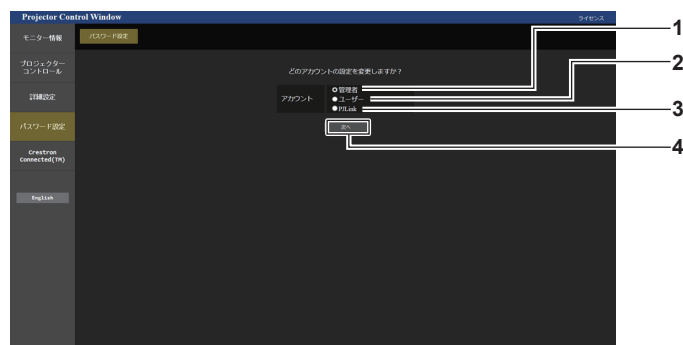 Projector Control Window
ライセンス
モニター情報
パスワード設定
プロジェクター
コントロール
詳細設定
パスワード設定
Crestron
Connected(TM)
English
どのアカウントの設定を変更しますか？
アカウント
管理者
ユーザー
PJLink
次へ
1
2
3
4